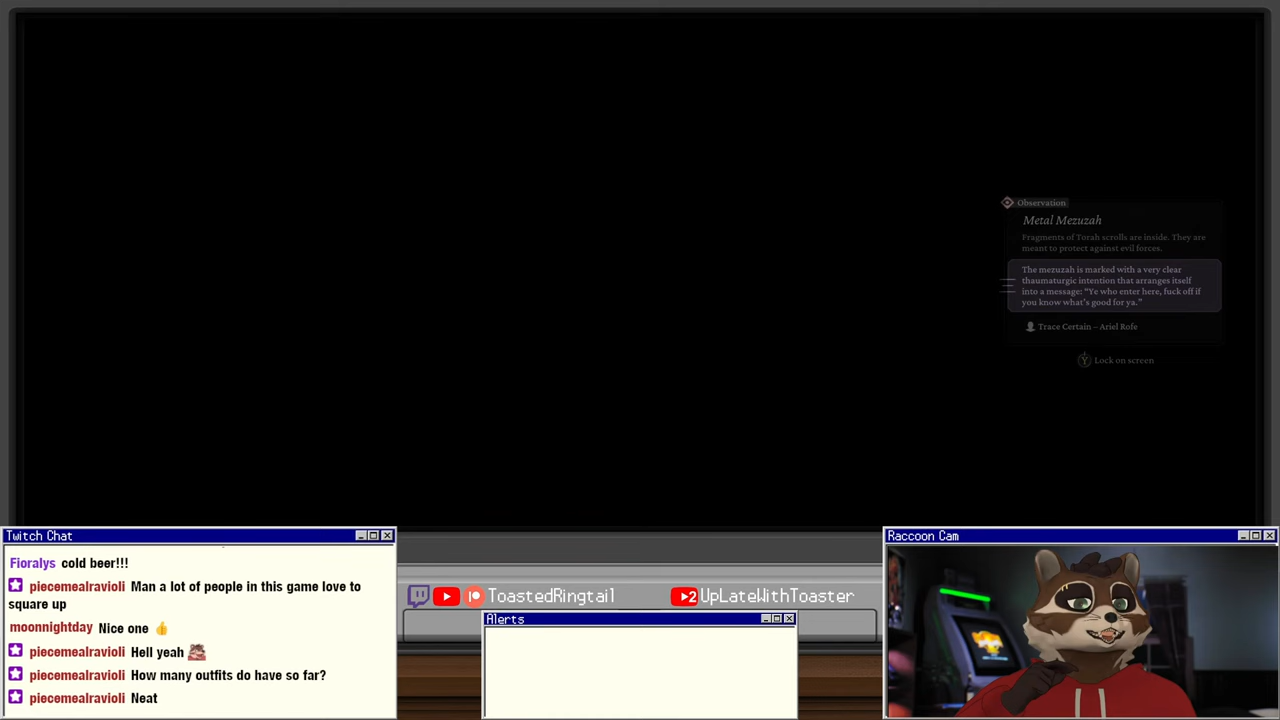 Observation
Metal Mezuzah
Fragments of Torah scrolls are inside. They are
meant to protect against evil forces.
The mezuzah is marked with a very clear
thaumaturgic intention that arranges itself
into a message: “Ye who enter here, fuck off if
you know what’s good for ya.”
Trace Certain – Ariel Rofe
Y Lock on screen
Twitch Chat
Fioralys cold beer!!!
piecemealravioli Man a lot of people in this game love to
square up
moonnightday Nice one 👍
piecemealravioli Hell yeah
piecemealravioli How many outfits do have so far?
piecemealravioli Neat
ToastedRingtail
2 UpLateWithToaster
Alerts
Raccoon Cam